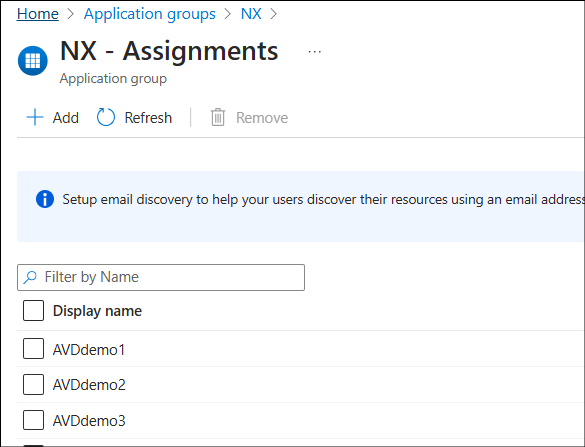 Home > Application groups > NX >
NX - Assignments ...
Application group
+ Add Refresh | Remove
Setup email discovery to help your users discover their resources using an email address
Filter by Name
Display name
AVDdemo1
AVDdemo2
AVDdemo3